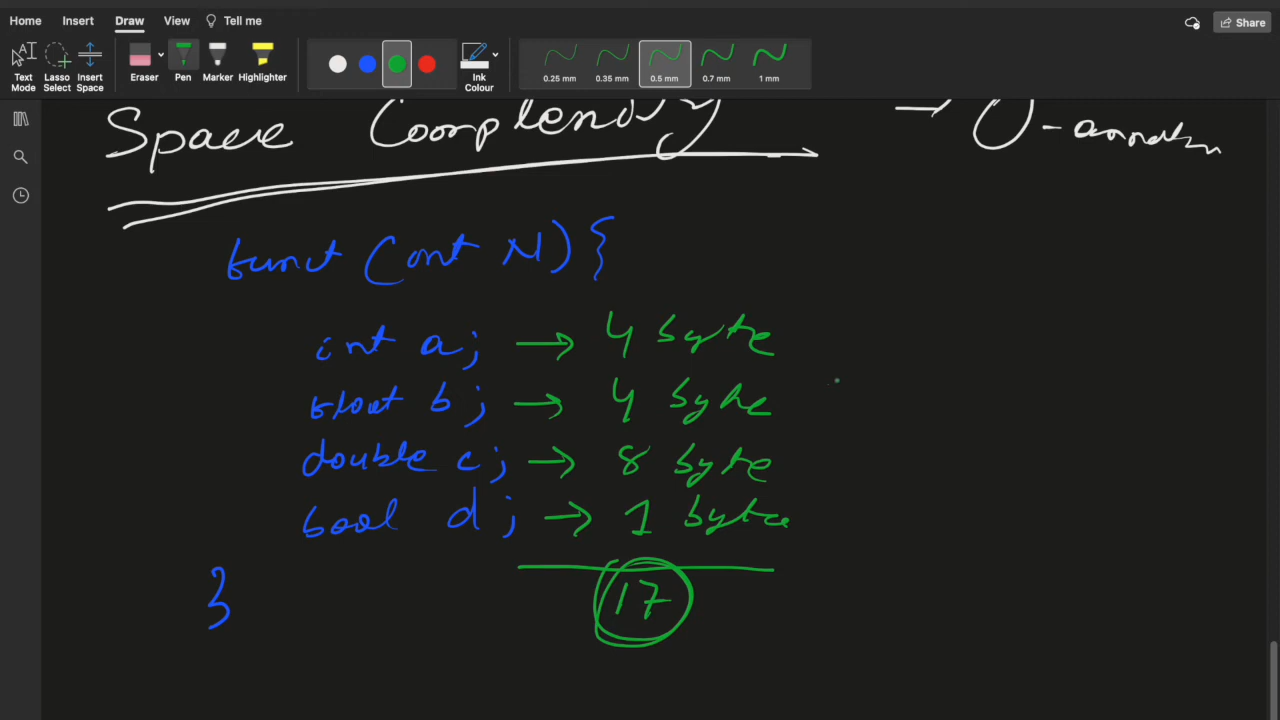 Home Insert Draw View Tell me
Share
Text Mode
Lasso Select
Insert Space
Eraser
Pen
Marker
Highlighter
Ink Colour
0.25 mm
0.35 mm
0.5 mm
0.7 mm
1 mm
Space Complexity → O-
funct (int N) {
int a; → 4 byte
float b; → 4 byte
double c; → 8 byte
bool d; → 1 byte
} 17